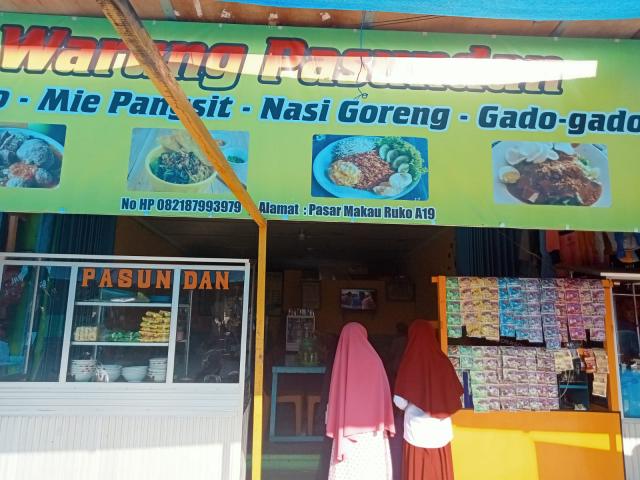 Warung Pasundan
o - Mie Pangsit - Nasi Goreng - Gado-gado
No HP 082187993979 Alamat : Pasar Makau Ruko A19
PASUNDAN